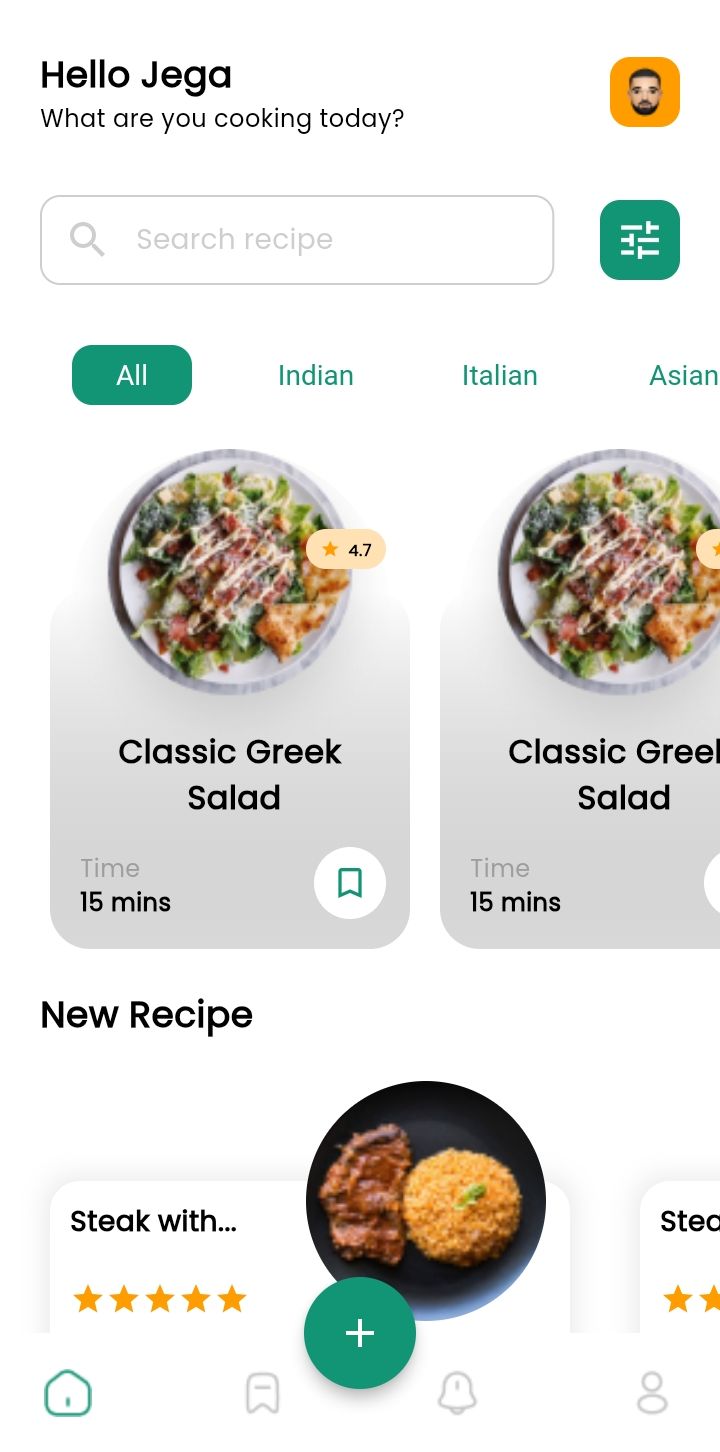 Hello Jega
What are you cooking today?
Search recipe
All Indian Italian Asian
4.7
Classic Greek
Salad
Time
15 mins
Classic Greek
Salad
Time
15 mins
New Recipe
Steak with...
Stea